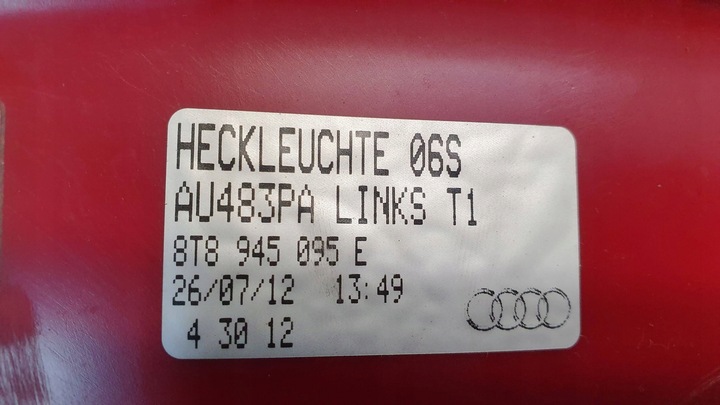 HECKLEUCHTE 06S
AU483PA LINKS T1
8T8 945 095 E
26/07/12 13:49
4 30 12